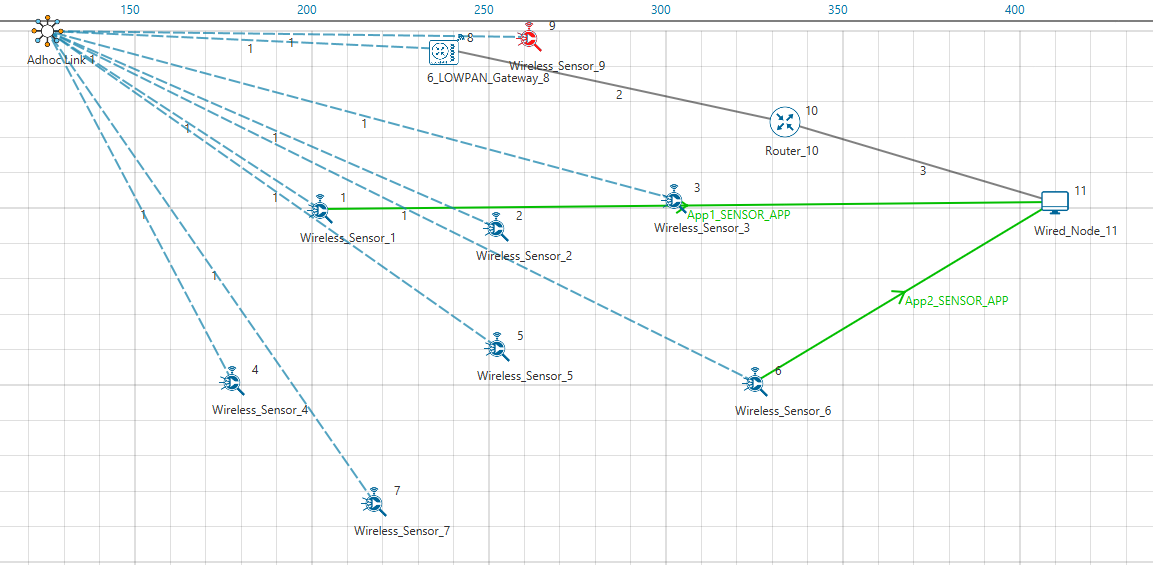 150 200 250 300 350 400
Adhoc Link 1
1
1
8
6_LOWPAN_Gateway_8
9
Wireless_Sensor_9
2
10
Router_10
3
1
1
1
1
1
Wireless_Sensor_1
1
2
Wireless_Sensor_2
3
App1_SENSOR_APP
Wireless_Sensor_3
11
Wired_Node_11
1
1
App2_SENSOR_APP
5
Wireless_Sensor_5
4
Wireless_Sensor_4
6
Wireless_Sensor_6
7
Wireless_Sensor_7